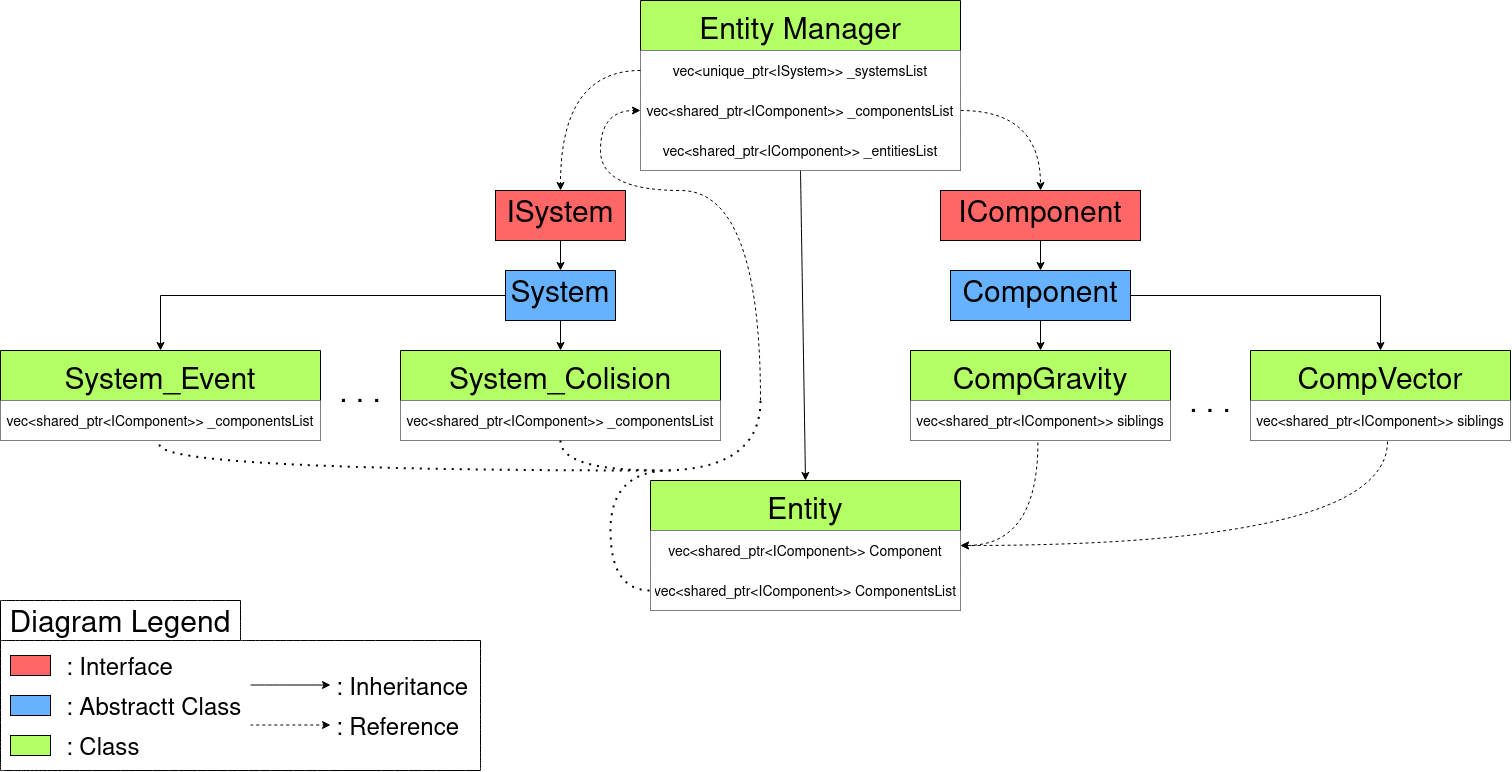 Entity Manager
vec<unique_ptr<ISystem>> _systemsList
vec<shared_ptr<IComponent>> _componentsList
vec<shared_ptr<IComponent>> _entitiesList
ISystem
IComponent
System
Component
System_Event
vec<shared_ptr<IComponent>> _componentsList
. . .
System_Colision
vec<shared_ptr<IComponent>> _componentsList
CompGravity
vec<shared_ptr<IComponent>> siblings
. . .
CompVector
vec<shared_ptr<IComponent>> siblings
Entity
vec<shared_ptr<IComponent>> Component
vec<shared_ptr<IComponent>> ComponentsList
Diagram Legend
: Interface
: Abstractt Class
: Class
: Inheritance
: Reference